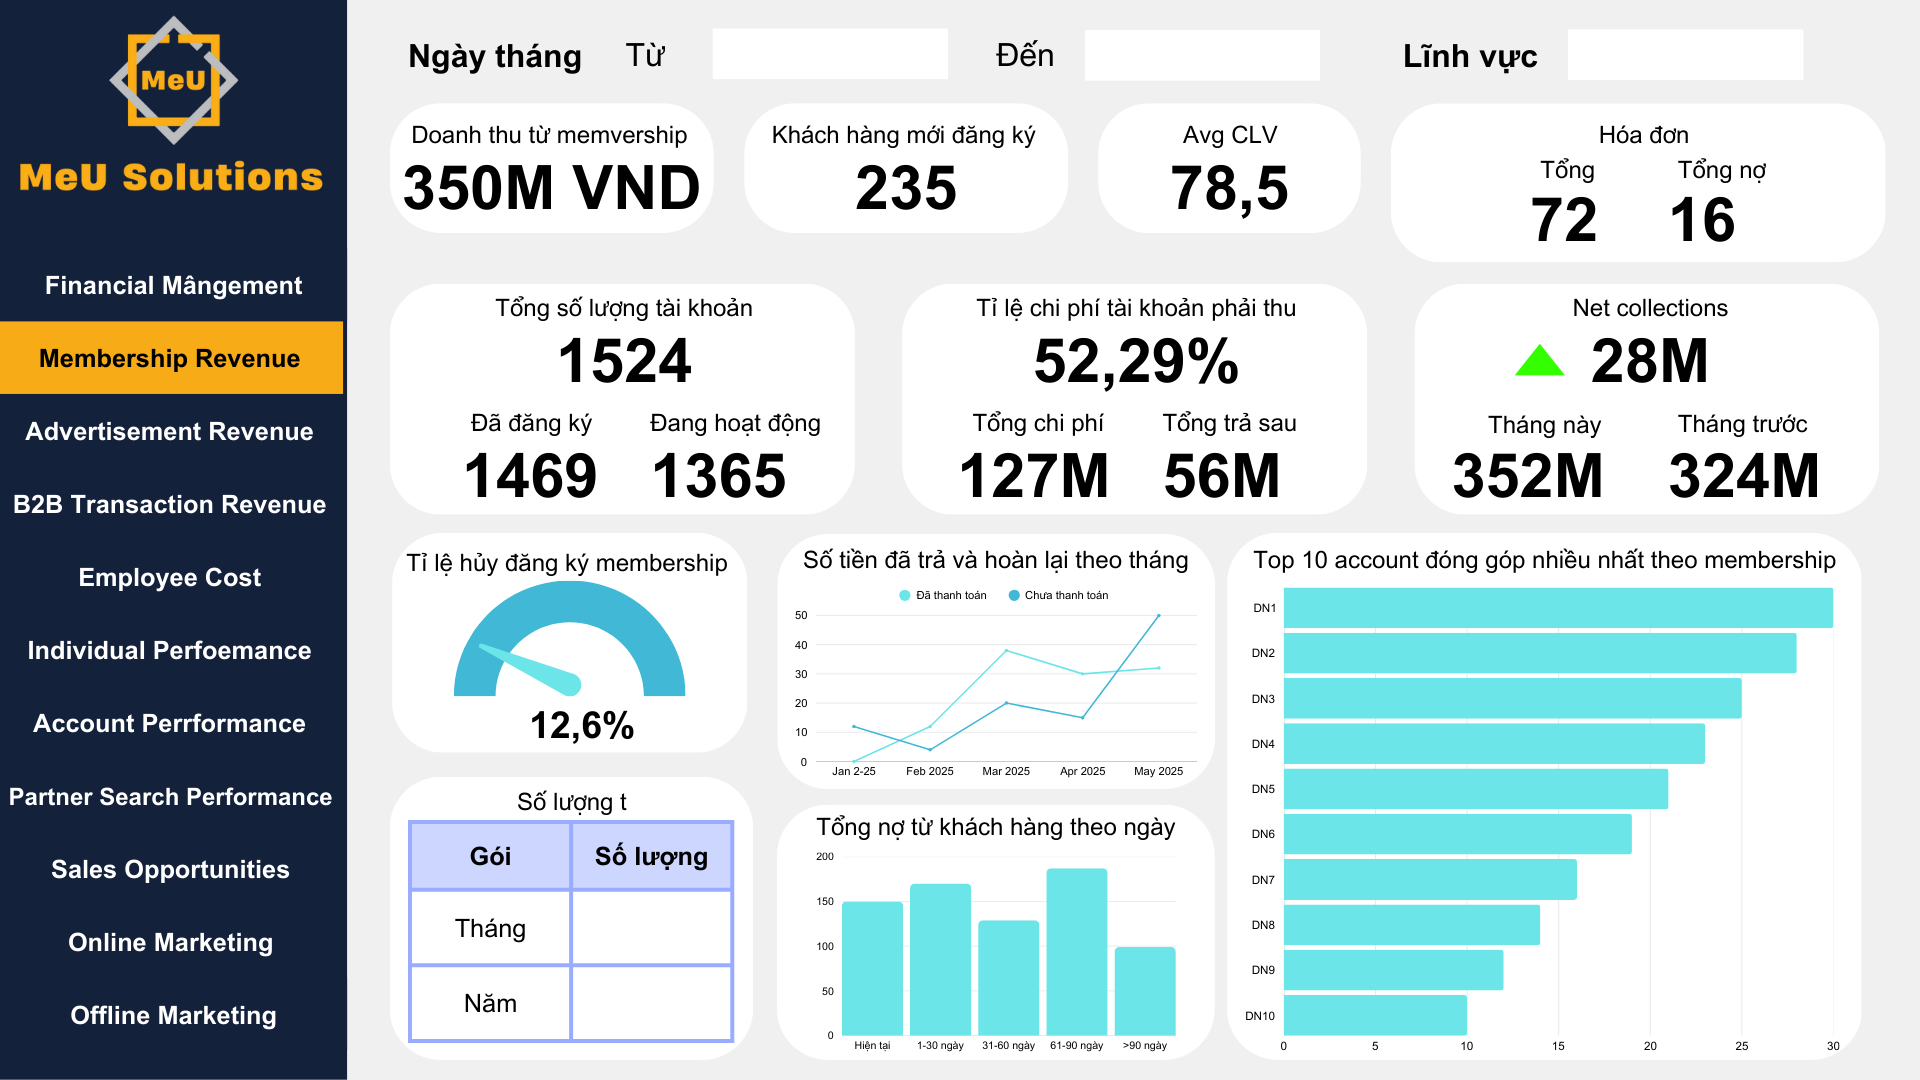 MeU
MeU Solutions
Financial Mângement
Membership Revenue
Advertisement Revenue
B2B Transaction Revenue
Employee Cost
Individual Perfoemance
Account Perrformance
Partner Search Performance
Sales Opportunities
Online Marketing
Offline Marketing
Ngày tháng Từ Đến Lĩnh vực
Doanh thu từ memvership
350M VND
Khách hàng mới đăng ký
235
Avg CLV
78,5
Hóa đơn
Tổng Tổng nợ
72 16
Tổng số lượng tài khoản
1524
Đã đăng ký Đang hoạt động
1469 1365
Tỉ lệ chi phí tài khoản phải thu
52,29%
Tổng chi phí Tổng trả sau
127M 56M
Net collections
28M
Tháng này Tháng trước
352M 324M
Tỉ lệ hủy đăng ký membership
12,6%
Số lượng t
Gói Số lượng
Tháng
Năm
Số tiền đã trả và hoàn lại theo tháng
Đã thanh toán Chưa thanh toán
50
40
30
20
10
0
Jan 2-25 Feb 2025 Mar 2025 Apr 2025 May 2025
Tổng nợ từ khách hàng theo ngày
200
150
100
50
0
Hiện tại 1-30 ngày 31-60 ngày 61-90 ngày >90 ngày
Top 10 account đóng góp nhiều nhất theo membership
DN1
DN2
DN3
DN4
DN5
DN6
DN7
DN8
DN9
DN10
0 5 10 15 20 25 30